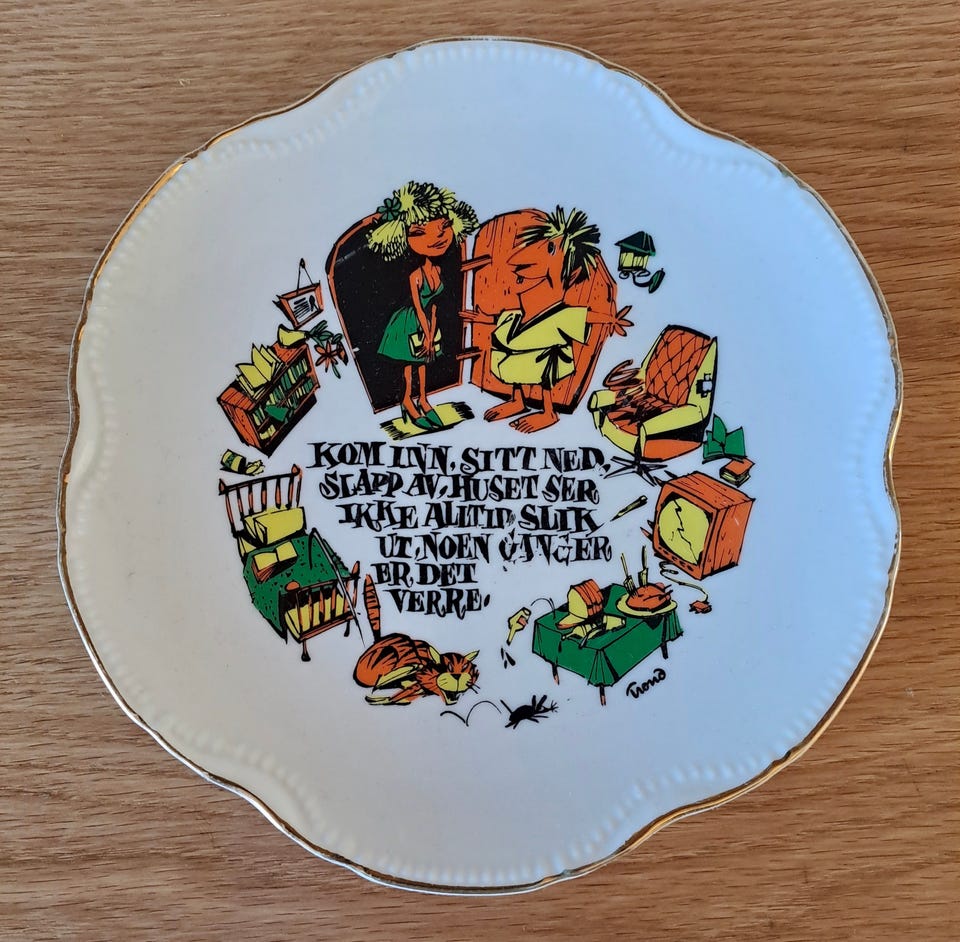 KOM INN, SITT NED,
SLAPP AV, HUSET SER
IKKE ALLTID SLIK
UT, NOEN GANGER
ER DET
VERRE.
Trond